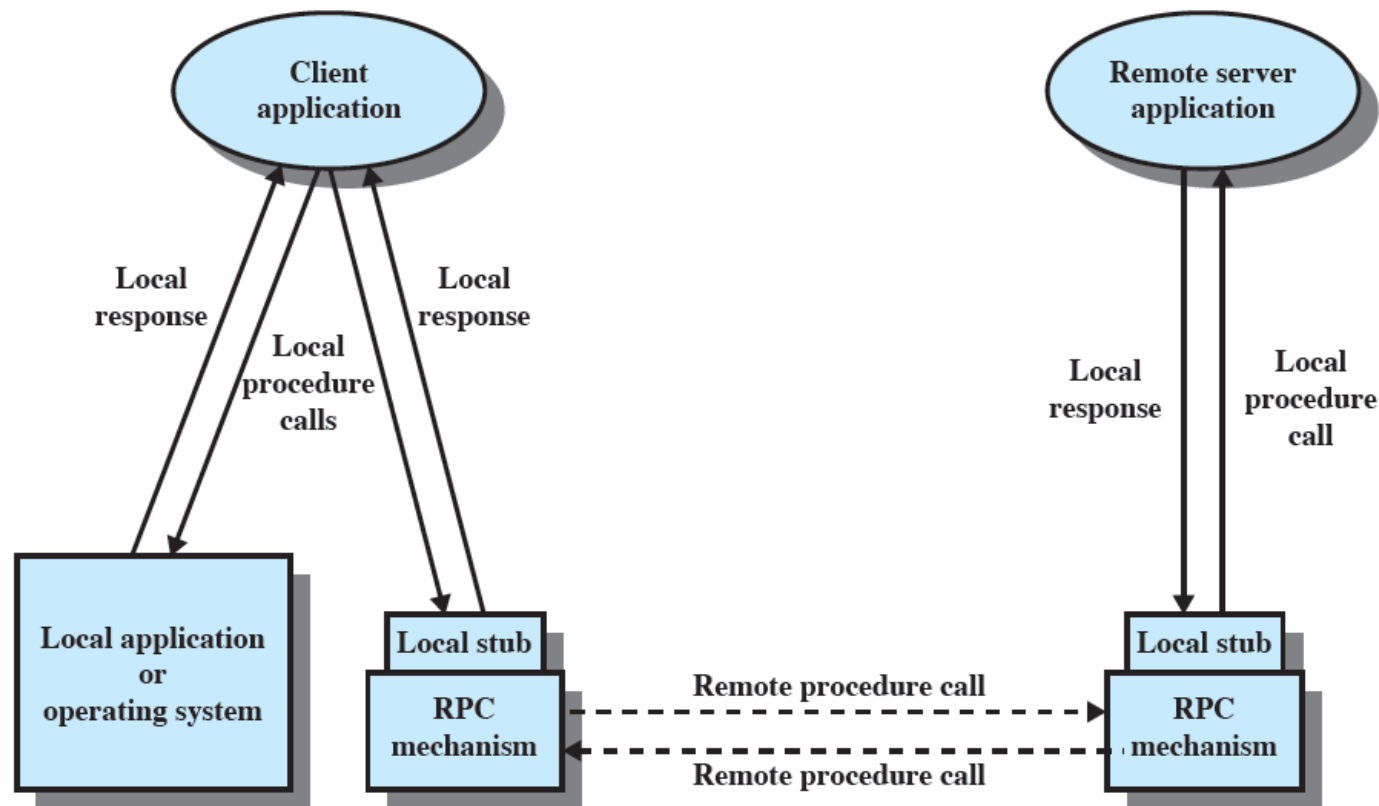 Client
application
Remote server
application
Local
response
Local
procedure
calls
Local
response
Local
response
Local
procedure
call
Local application
or
operating system
Local stub
RPC
mechanism
Remote procedure call
Remote procedure call
Local stub
RPC
mechanism